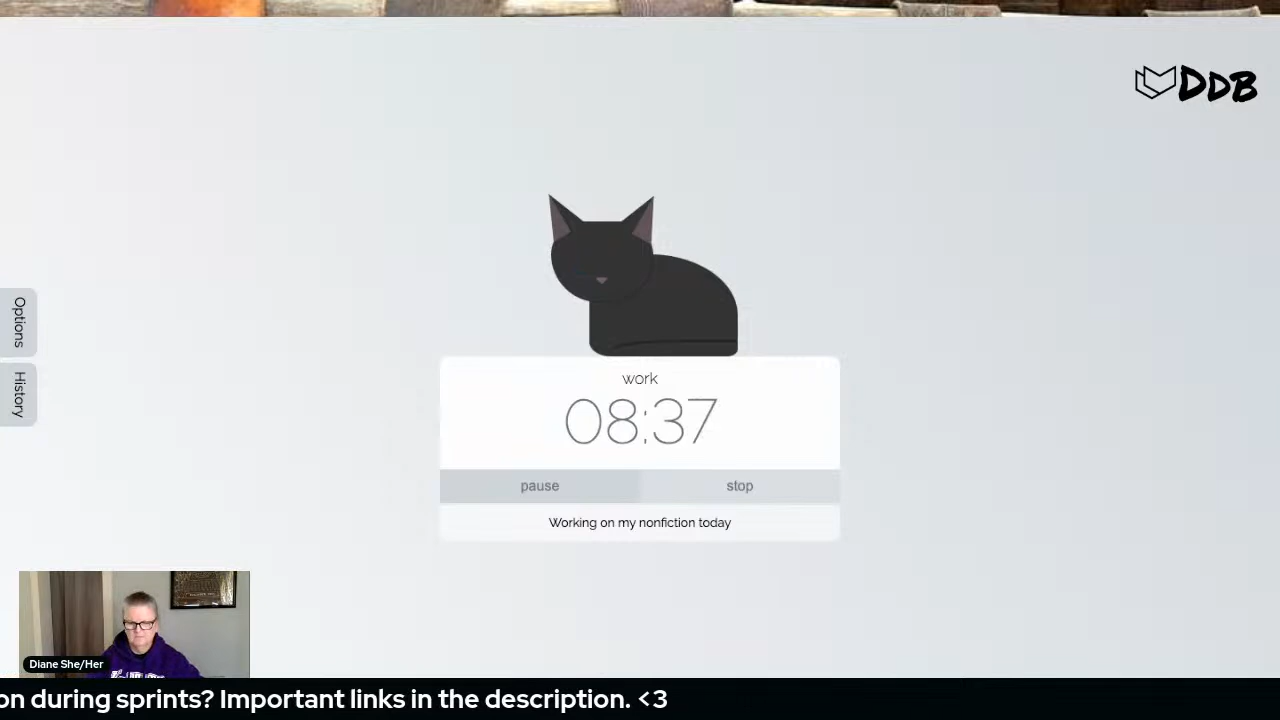 DDB
Options
History
work
08:37
pause
stop
Working on my nonfiction today
Diane She/Her
on during sprints? Important links in the description. <3